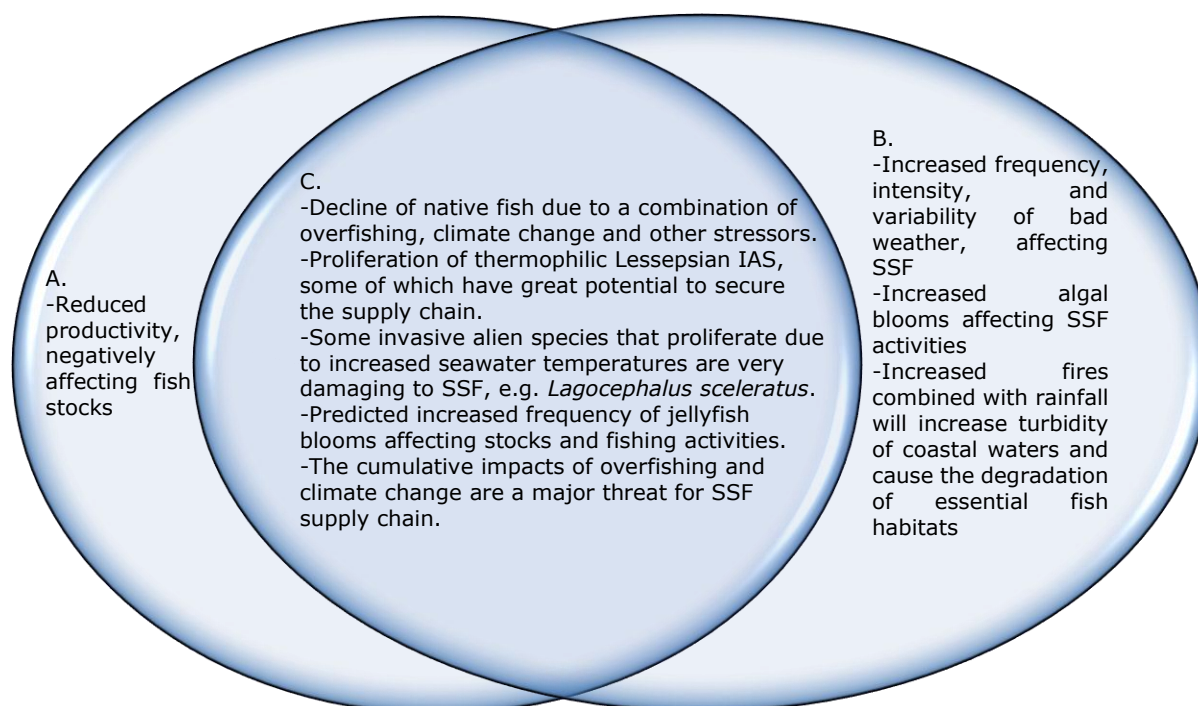 A.
-Reduced
productivity,
negatively
affecting fish
stocks
C.
-Decline of native fish due to a combination of
overfishing, climate change and other stressors.
-Proliferation of thermophilic Lessepsian IAS,
some of which have great potential to secure
the supply chain.
-Some invasive alien species that proliferate due
to increased seawater temperatures are very
damaging to SSF, e.g. Lagocephalus sceleratus.
-Predicted increased frequency of jellyfish
blooms affecting stocks and fishing activities.
-The cumulative impacts of overfishing and
climate change are a major threat for SSF
supply chain.
B.
-Increased frequency,
intensity, and
variability of bad
weather, affecting
SSF
-Increased algal
blooms affecting SSF
activities
-Increased fires
combined with rainfall
will increase turbidity
of coastal waters and
cause the degradation
of essential fish
habitats